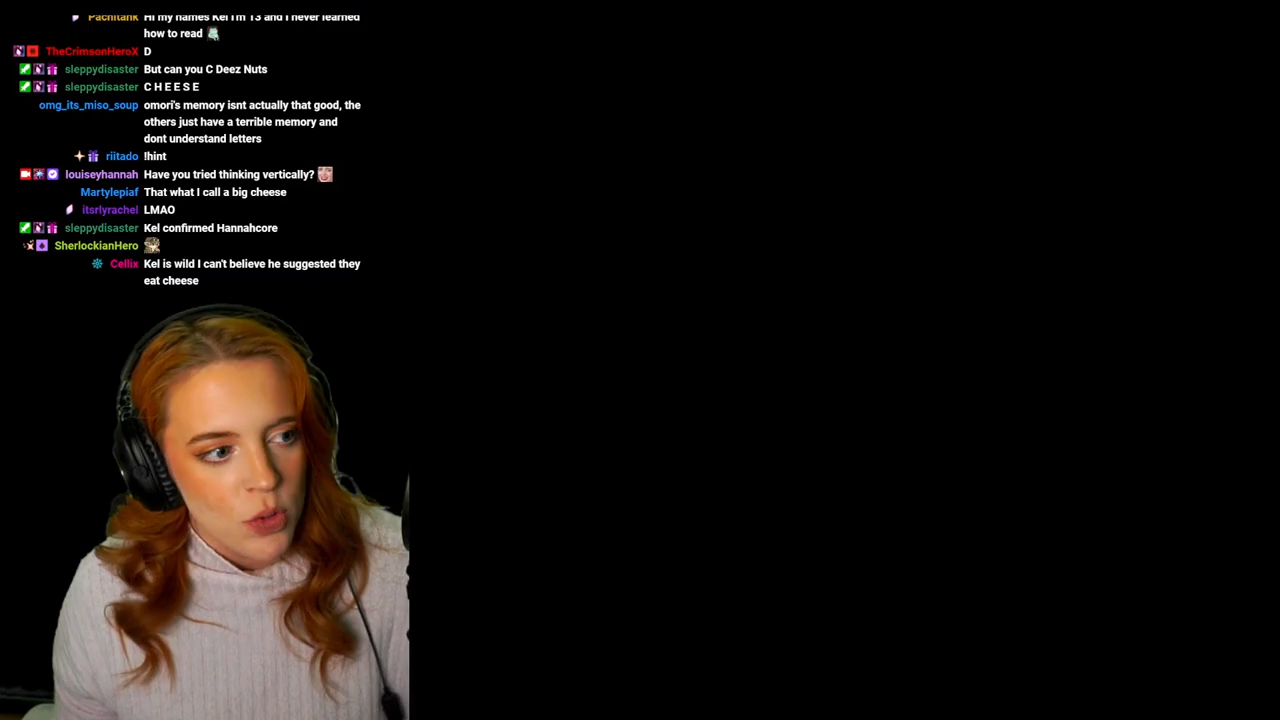 Pachitank Hi my names Kel I'm 13 and I never learned
how to read
TheCrimsonHeroX D
sleppydisaster But can you C Deez Nuts
sleppydisaster C H E E S E
omg_its_miso_soup omori's memory isnt actually that good, the
others just have a terrible memory and
dont understand letters
riitado !hint
louiseyhannah Have you tried thinking vertically?
Martylepiaf That what I call a big cheese
itsrlyrachel LMAO
sleppydisaster Kel confirmed Hannahcore
SherlockianHero
Cellix Kel is wild I can't believe he suggested they
eat cheese